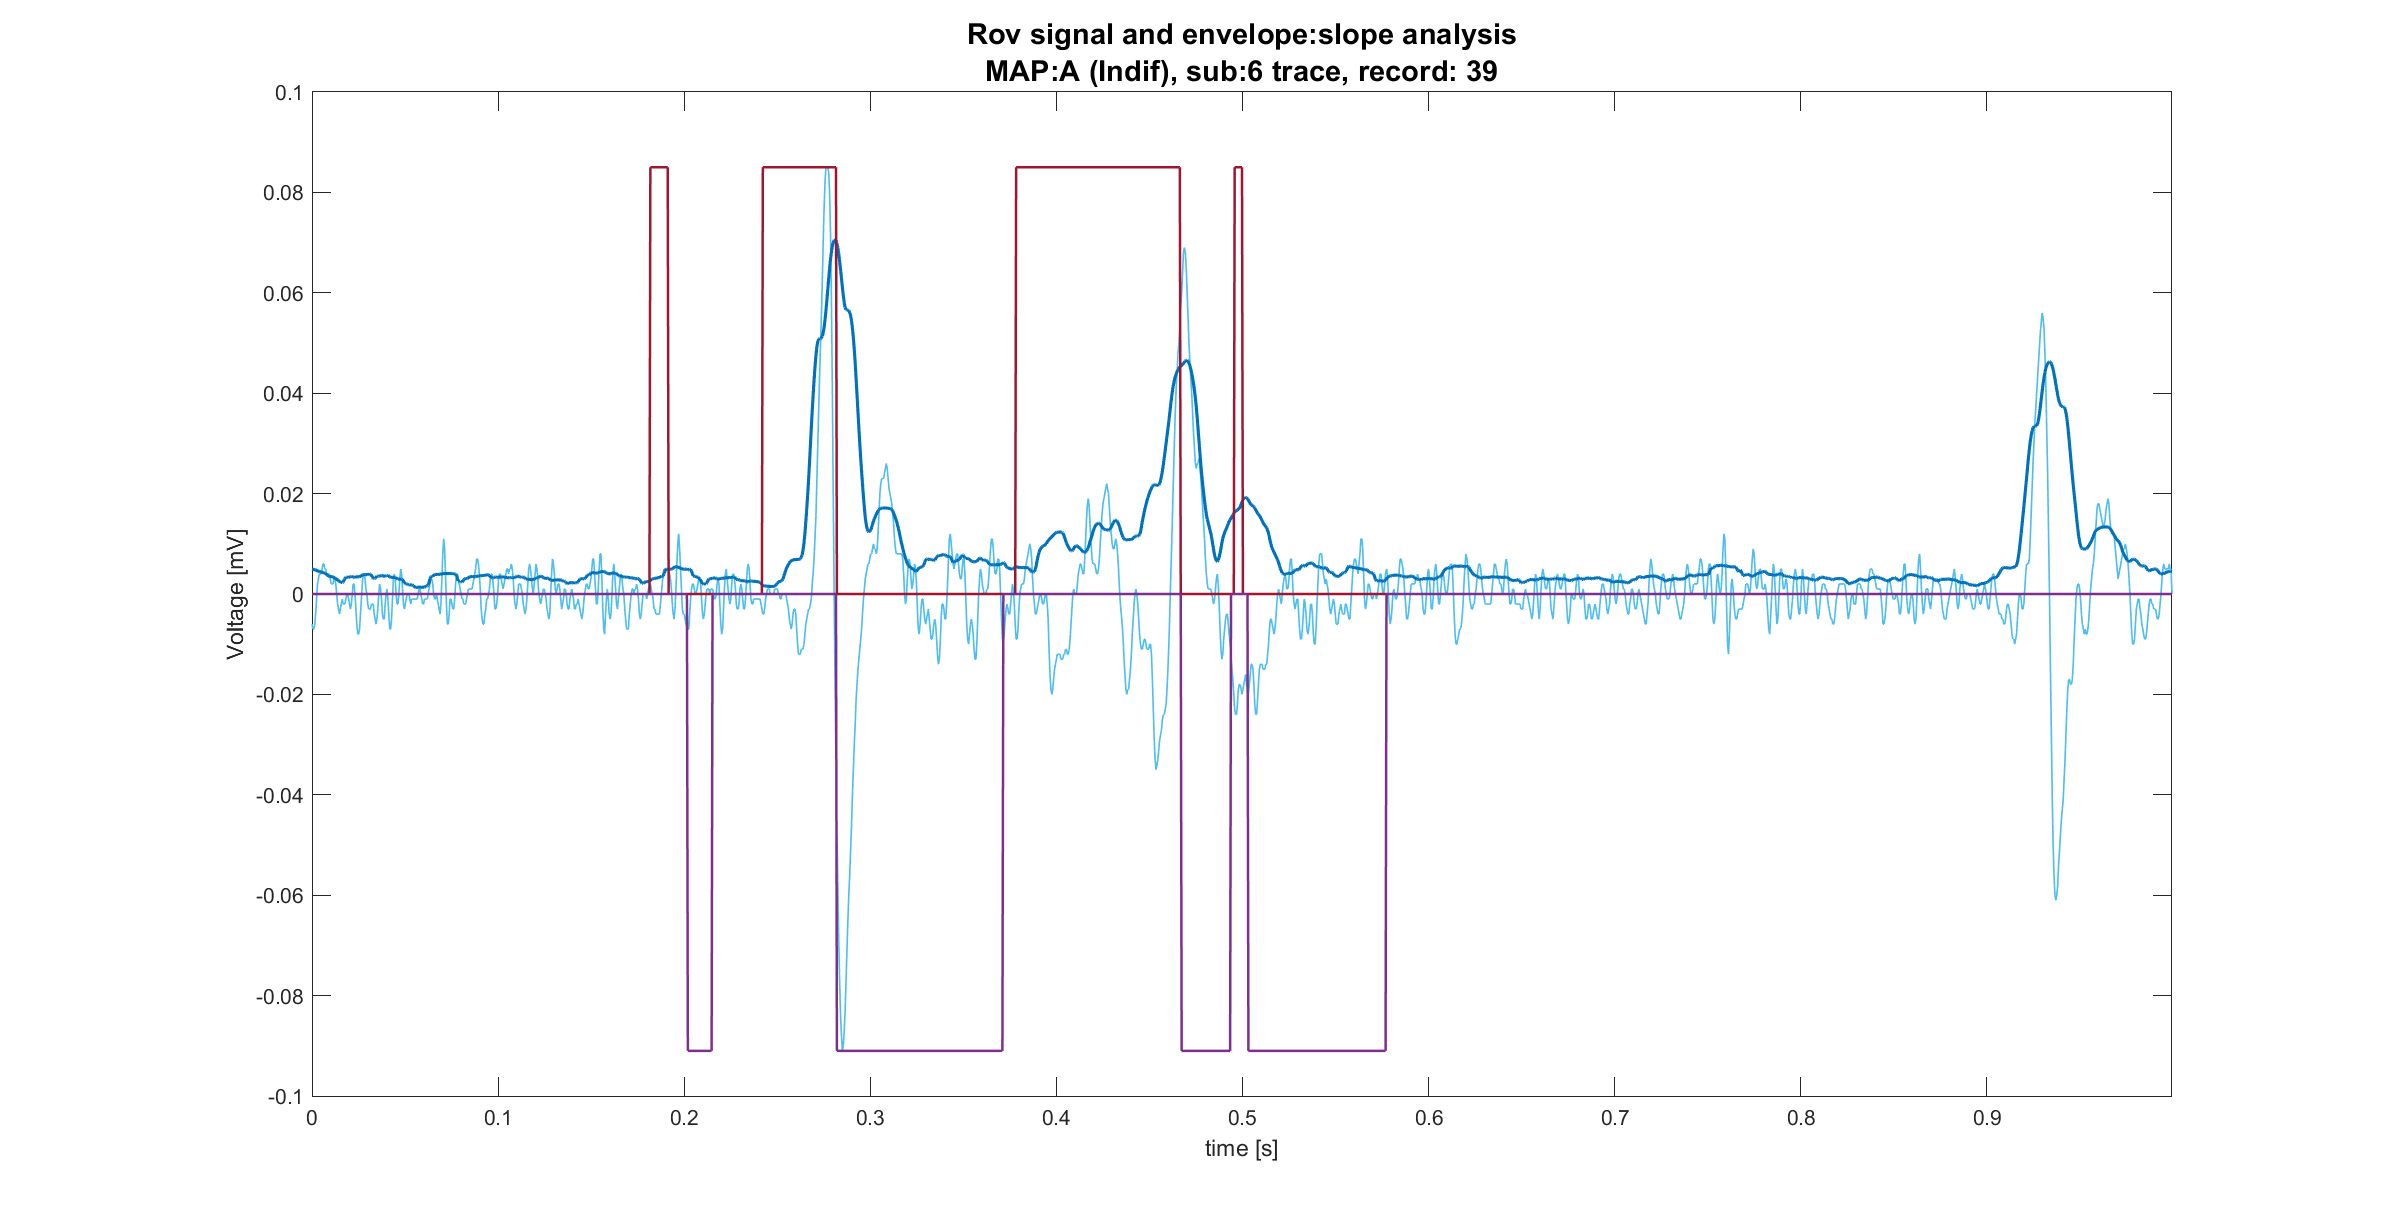 Rov signal and envelope:slope analysis
MAP:A (Indif), sub:6 trace, record: 39
0.1
0.08
0.06
0.04
0.02
0
-0.02
-0.04
-0.06
-0.08
-0.1
Voltage [mV]
0 0.1 0.2 0.3 0.4 0.5 0.6 0.7 0.8 0.9
time [s]